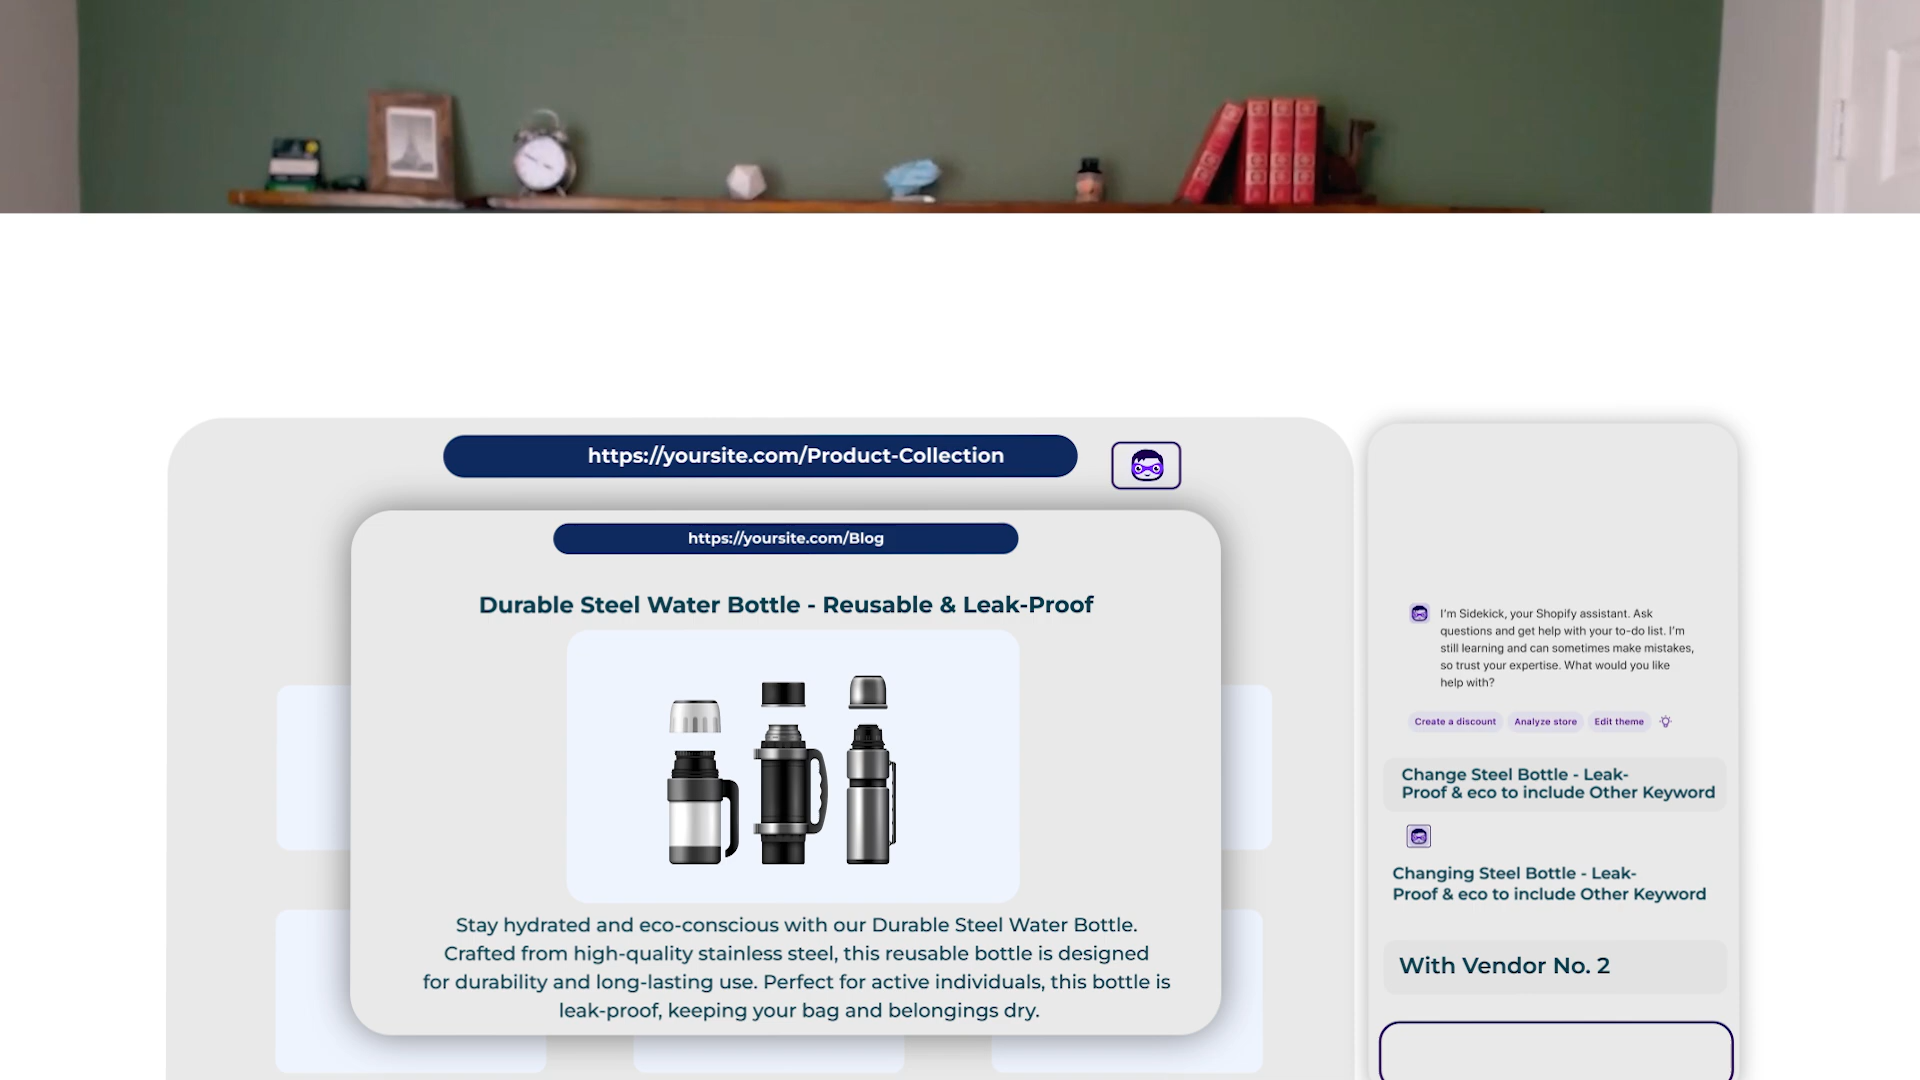 https://yoursite.com/Product-Collection
https://yoursite.com/Blog
Durable Steel Water Bottle - Reusable & Leak-Proof
Stay hydrated and eco-conscious with our Durable Steel Water Bottle.
Crafted from high-quality stainless steel, this reusable bottle is designed
for durability and long-lasting use. Perfect for active individuals, this bottle is
leak-proof, keeping your bag and belongings dry.
I'm Sidekick, your Shopify assistant. Ask
questions and get help with your to-do list. I'm
still learning and can sometimes make mistakes,
so trust your expertise. What would you like
help with?
Create a discount Analyze store Edit theme
Change Steel Bottle - Leak-
Proof & eco to include Other Keyword
Changing Steel Bottle - Leak-
Proof & eco to include Other Keyword
With Vendor No. 2